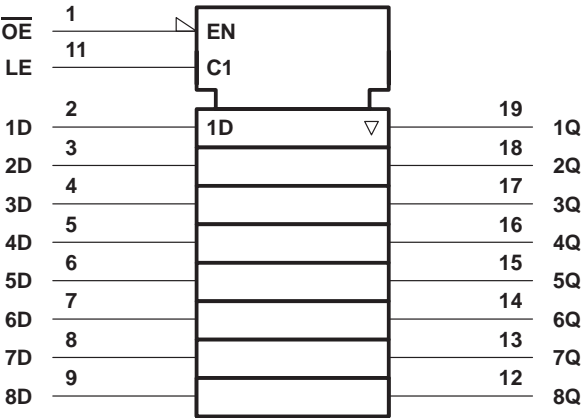 O̅E̅ 1 EN
LE 11 C1
1D 2 1D ▽ 19 1Q
2D 3 18 2Q
3D 4 17 3Q
4D 5 16 4Q
5D 6 15 5Q
6D 7 14 6Q
7D 8 13 7Q
8D 9 12 8Q